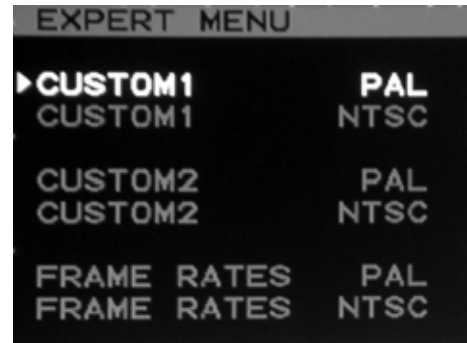 EXPERT MENU
▶CUSTOM1 PAL
CUSTOM1 NTSC
CUSTOM2 PAL
CUSTOM2 NTSC
FRAME RATES PAL
FRAME RATES NTSC